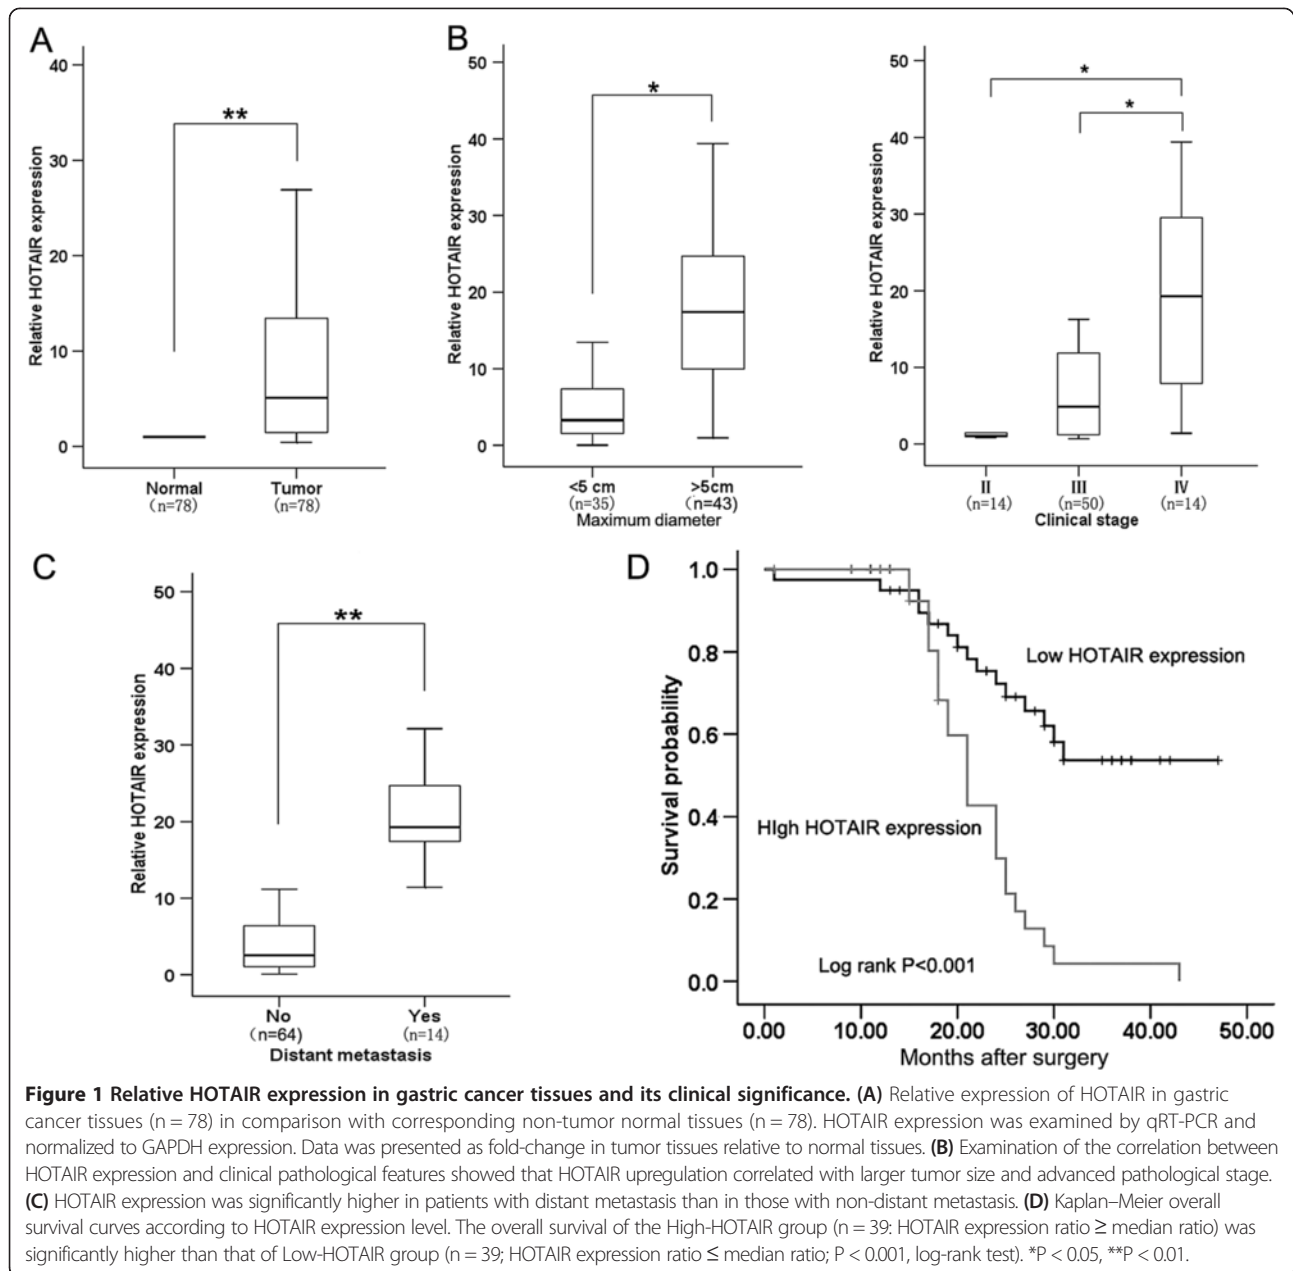 A
Relative HOTAIR expression
40
30
20
10
0
**
Normal
(n=78)
Tumor
(n=78)
B
Relative HOTAIR expression
50
40
30
20
10
0
*
<5 cm
(n=35)
>5cm
(n=43)
Maximum diameter
Relative HOTAIR expression
50
40
30
20
10
0
*
*
II
(n=14)
III
(n=50)
IV
(n=14)
Clinical stage
C
Relative HOTAIR expression
50
40
30
20
10
0
**
No
(n=64)
Yes
(n=14)
Distant metastasis
D
Survival probability
1.0
0.8
0.6
0.4
0.2
0.0
Low HOTAIR expression
HIgh HOTAIR expression
Log rank P<0.001
0.00 10.00 20.00 30.00 40.00 50.00
Months after surgery
Figure 1 Relative HOTAIR expression in gastric cancer tissues and its clinical significance. (A) Relative expression of HOTAIR in gastric
cancer tissues (n = 78) in comparison with corresponding non-tumor normal tissues (n = 78). HOTAIR expression was examined by qRT-PCR and
normalized to GAPDH expression. Data was presented as fold-change in tumor tissues relative to normal tissues. (B) Examination of the correlation between
HOTAIR expression and clinical pathological features showed that HOTAIR upregulation correlated with larger tumor size and advanced pathological stage.
(C) HOTAIR expression was significantly higher in patients with distant metastasis than in those with non-distant metastasis. (D) Kaplan–Meier overall
survival curves according to HOTAIR expression level. The overall survival of the High-HOTAIR group (n = 39: HOTAIR expression ratio ≥ median ratio) was
significantly higher than that of Low-HOTAIR group (n = 39; HOTAIR expression ratio ≤ median ratio; P < 0.001, log-rank test). *P < 0.05, **P < 0.01.